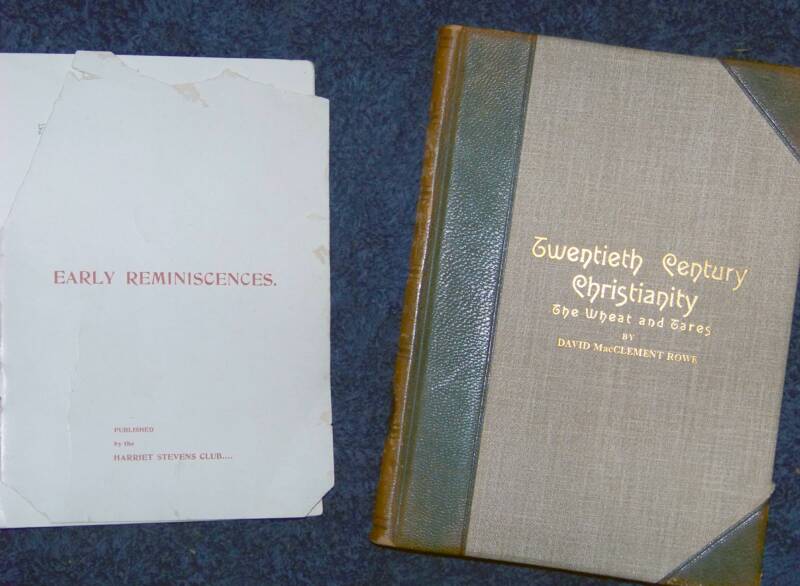 EARLY REMINISCENCES.
PUBLISHED
by the
HARRIET STEVENS CLUB....
Twentieth Century
Christianity
The Wheat and Tares
BY
DAVID MacCLEMENT ROWE